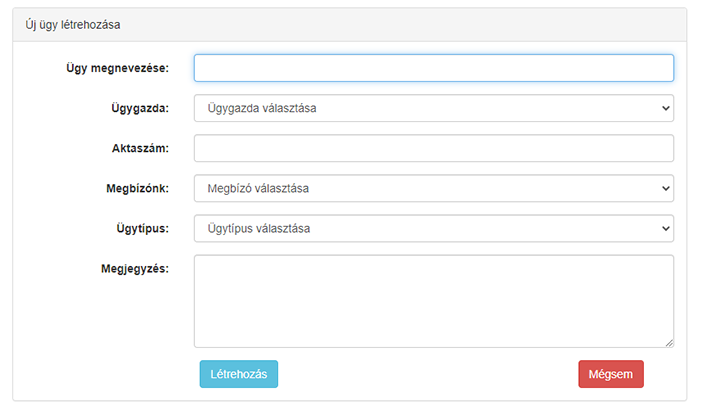 Új ügy létrehozása
Ügy megnevezése:
Ügygazda: Ügygazda választása
Aktaszám:
Megbízónk: Megbízó választása
Ügytípus: Ügytípus választása
Megjegyzés:
Létrehozás Mégsem